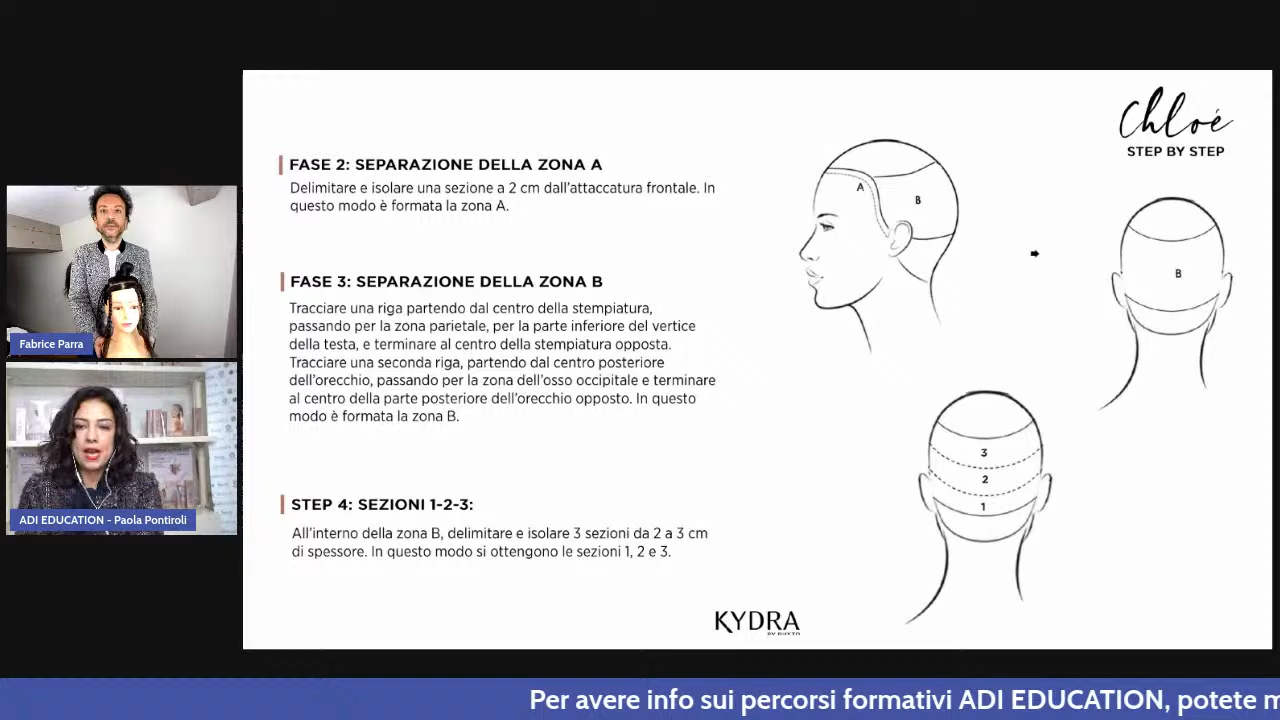 Chloé
STEP BY STEP
FASE 2: SEPARAZIONE DELLA ZONA A
Delimitare e isolare una sezione a 2 cm dall'attaccatura frontale. In
questo modo è formata la zona A.
FASE 3: SEPARAZIONE DELLA ZONA B
Tracciare una riga partendo dal centro della stempiatura,
passando per la zona parietale, per la parte inferiore del vertice
della testa, e terminare al centro della stempiatura opposta.
Tracciare una seconda riga, partendo dal centro posteriore
dell'orecchio, passando per la zona dell'osso occipitale e terminare
al centro della parte posteriore dell'orecchio opposto. In questo
modo è formata la zona B.
STEP 4: SEZIONI 1-2-3:
All'interno della zona B, delimitare e isolare 3 sezioni da 2 a 3 cm
di spessore. In questo modo si ottengono le sezioni 1, 2 e 3.
A
B
B
3
2
1
KYDRA
BY PHYTO
Fabrice Parra
ADI EDUCATION - Paola Pontiroli
Per avere info sui percorsi formativi ADI EDUCATION, potete m